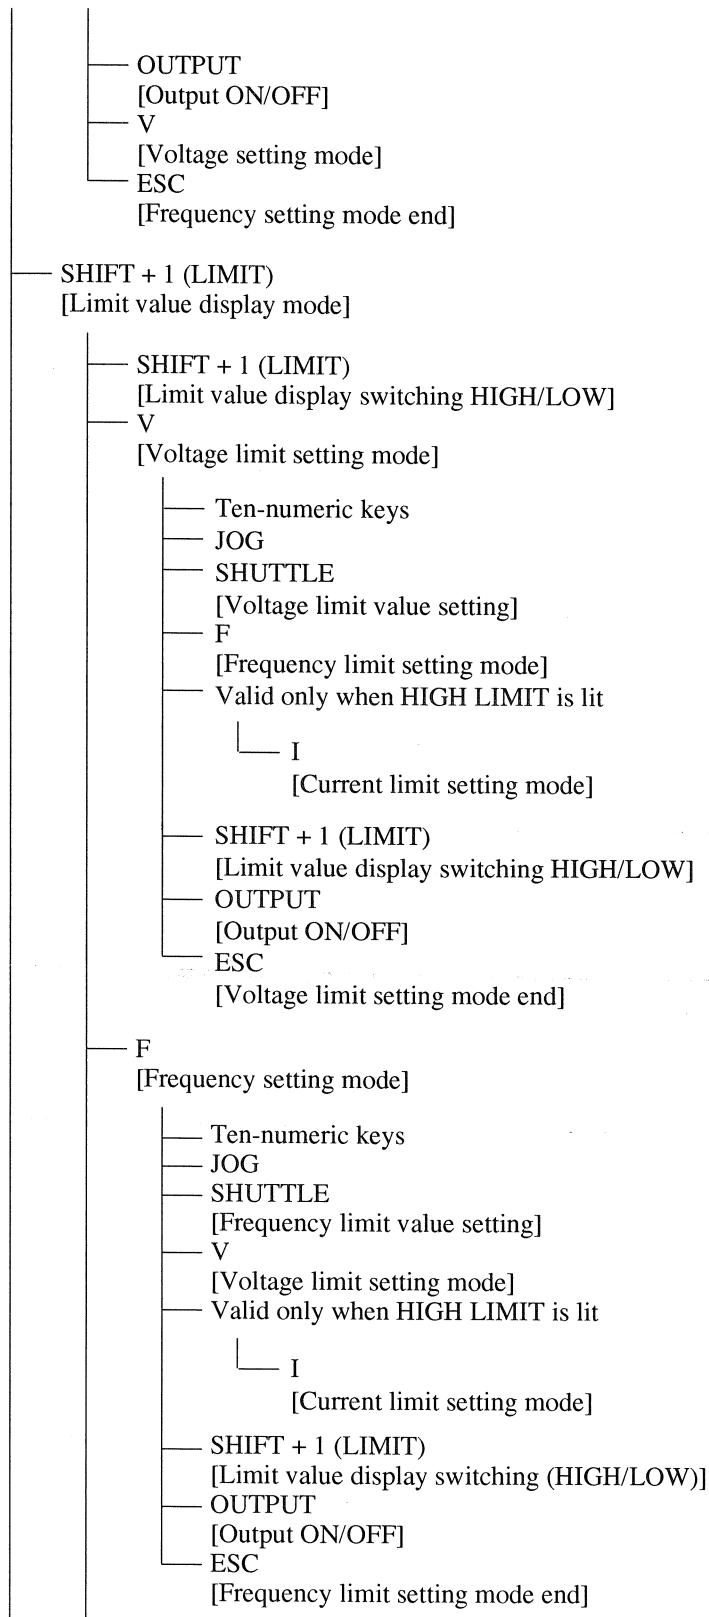 OUTPUT
[Output ON/OFF]
V
[Voltage setting mode]
ESC
[Frequency setting mode end]
SHIFT + 1 (LIMIT)
[Limit value display mode]
SHIFT + 1 (LIMIT)
[Limit value display switching HIGH/LOW]
V
[Voltage limit setting mode]
Ten-numeric keys
JOG
SHUTTLE
[Voltage limit value setting]
F
[Frequency limit setting mode]
Valid only when HIGH LIMIT is lit
I
[Current limit setting mode]
SHIFT + 1 (LIMIT)
[Limit value display switching HIGH/LOW]
OUTPUT
[Output ON/OFF]
ESC
[Voltage limit setting mode end]
F
[Frequency setting mode]
Ten-numeric keys
JOG
SHUTTLE
[Frequency limit value setting]
V
[Voltage limit setting mode]
Valid only when HIGH LIMIT is lit
I
[Current limit setting mode]
SHIFT + 1 (LIMIT)
[Limit value display switching (HIGH/LOW)]
OUTPUT
[Output ON/OFF]
ESC
[Frequency limit setting mode end]